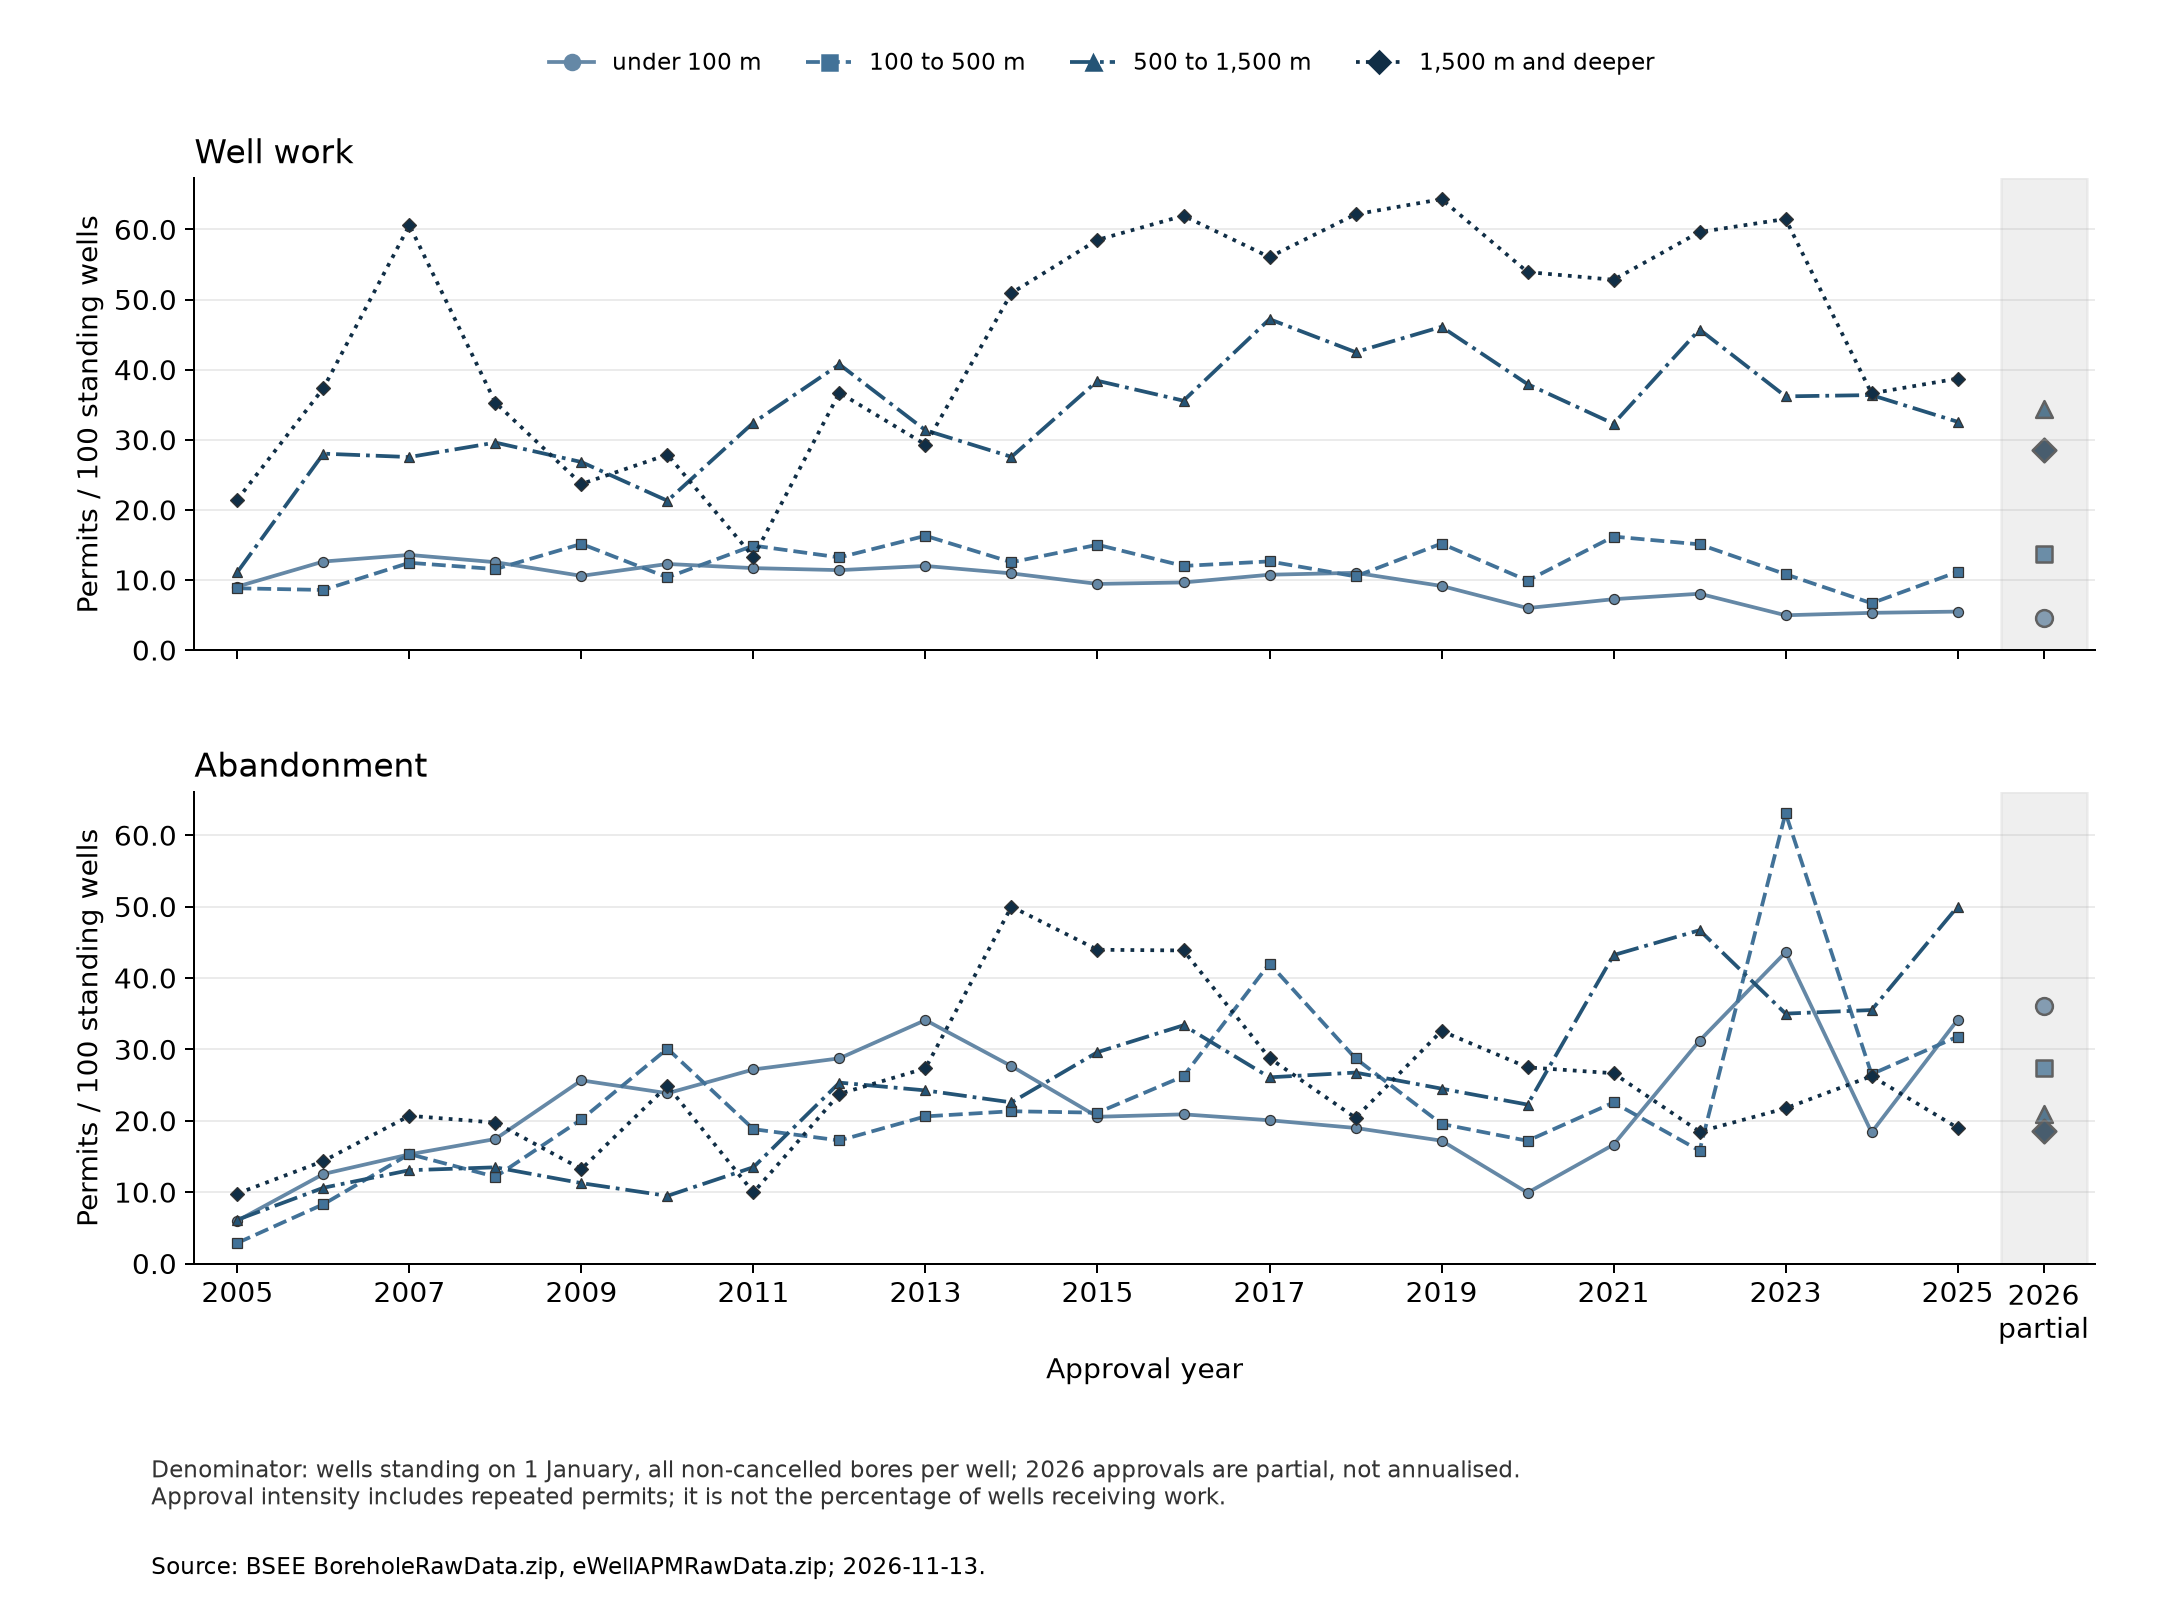 under 100 m 100 to 500 m 500 to 1,500 m 1,500 m and deeper
Well work
Permits / 100 standing wells
60.0
50.0
40.0
30.0
20.0
10.0
0.0
Abandonment
Permits / 100 standing wells
60.0
50.0
40.0
30.0
20.0
10.0
0.0
2005 2007 2009 2011 2013 2015 2017 2019 2021 2023 2025 2026
partial
Approval year
Denominator: wells standing on 1 January, all non-cancelled bores per well; 2026 approvals are partial, not annualised.
Approval intensity includes repeated permits; it is not the percentage of wells receiving work.
Source: BSEE BoreholeRawData.zip, eWellAPMRawData.zip; 2026-11-13.